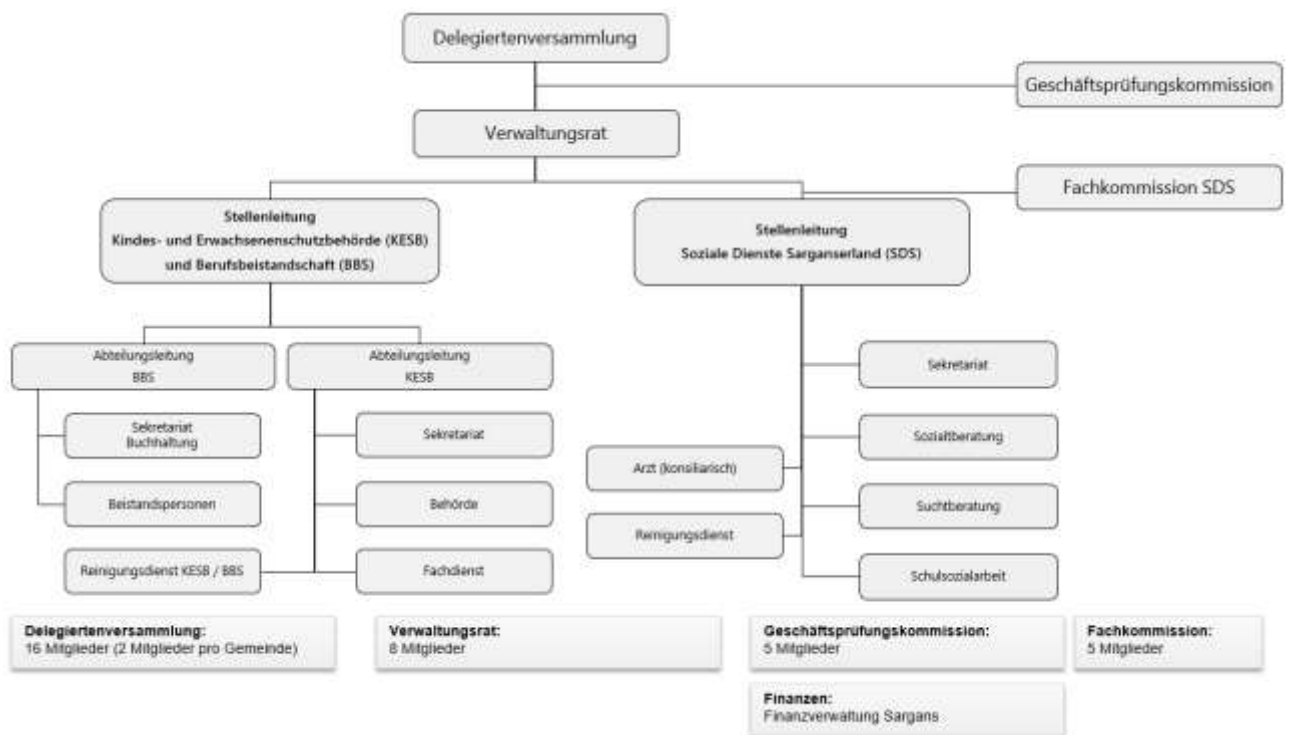 Delegiertenversammlung
Geschäftsprüfungskommission
Verwaltungsrat
Fachkommission SDS
Stellenleitung
Kindes- und Erwachsenenschutzbehörde (KESB)
und Berufsbeistandschaft (BBS)
Stellenleitung
Soziale Dienste Sarganserland (SDS)
Abteilungsleitung
BBS
Abteilungsleitung
KESB
Sekretariat
Buchhaltung
Beistandspersonen
Reinigungsdienst KESB / BBS
Sekretariat
Behörde
Fachdienst
Arzt (konsiliarisch)
Reinigungsdienst
Sekretariat
Sozialtberatung
Suchtberatung
Schulsozialarbeit
Delegiertenversammlung:
16 Mitglieder (2 Mitglieder pro Gemeinde)
Verwaltungsrat:
8 Mitglieder
Geschäftsprüfungskommission:
5 Mitglieder
Fachkommission:
5 Mitglieder
Finanzen:
Finanzverwaltung Sargans